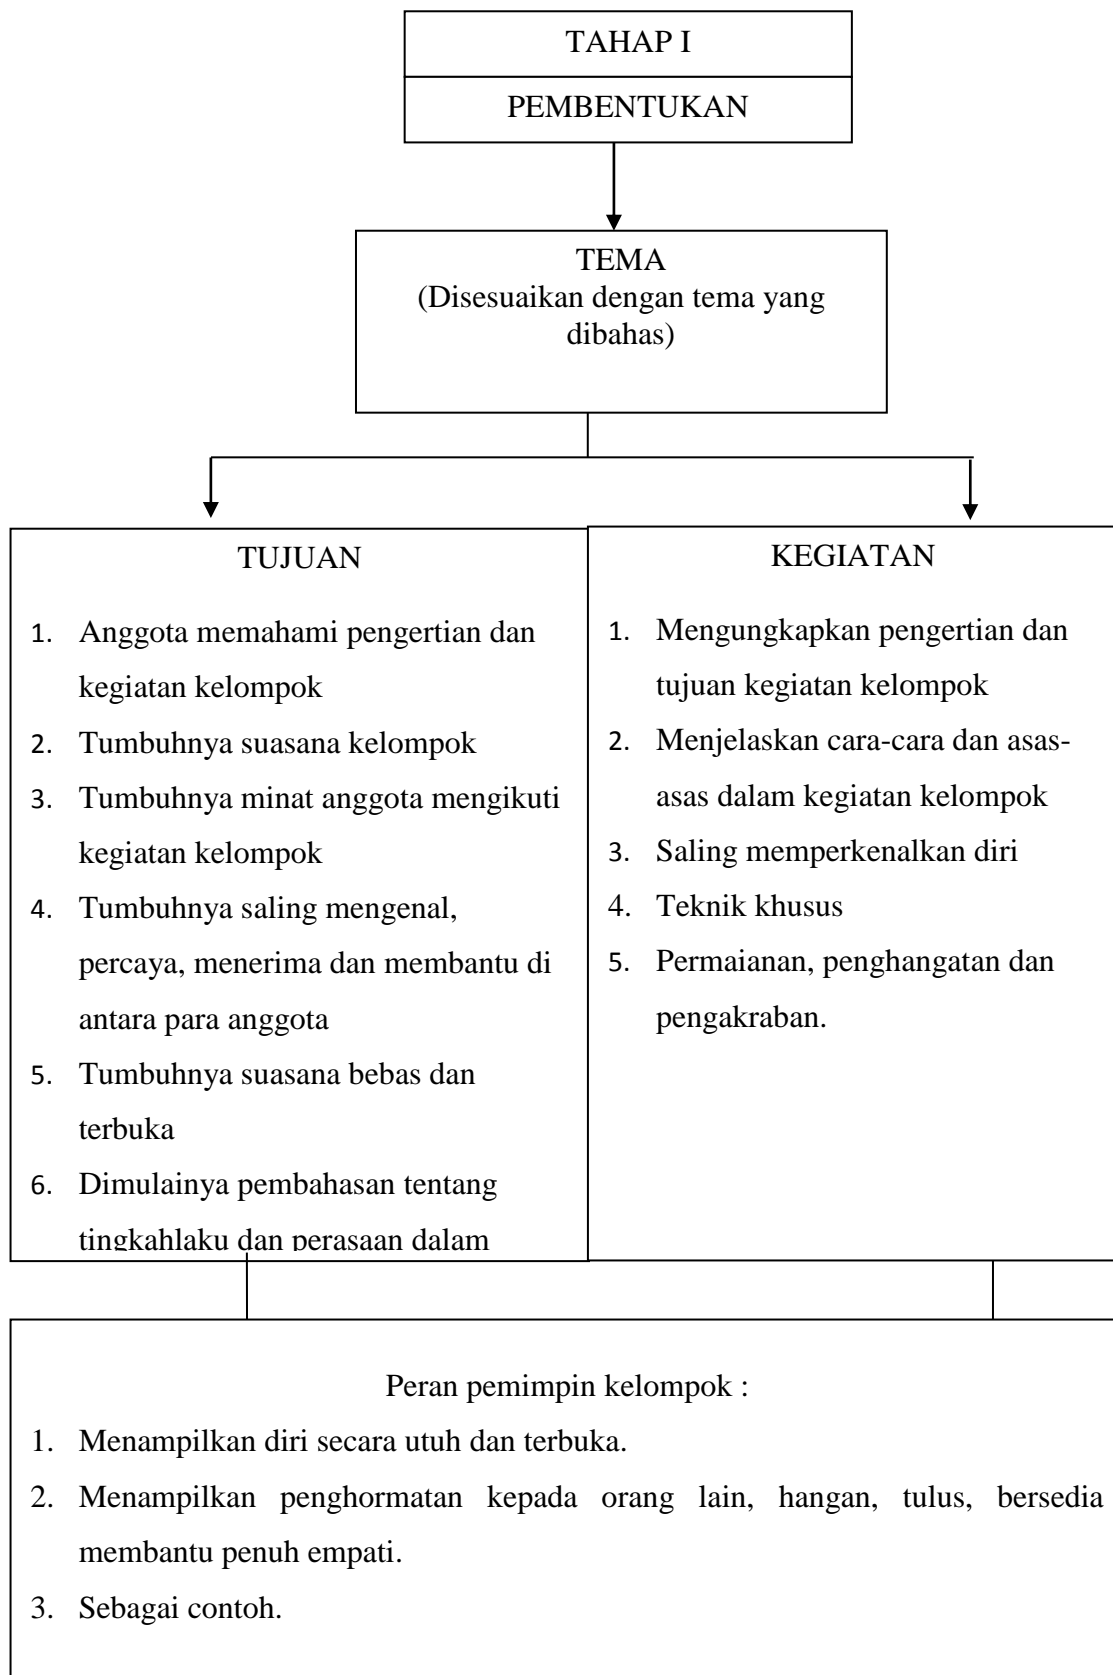 TAHAP I
PEMBENTUKAN
TEMA
(Disesuaikan dengan tema yang
dibahas)
TUJUAN
1. Anggota memahami pengertian dan
kegiatan kelompok
2. Tumbuhnya suasana kelompok
3. Tumbuhnya minat anggota mengikuti
kegiatan kelompok
4. Tumbuhnya saling mengenal,
percaya, menerima dan membantu di
antara para anggota
5. Tumbuhnya suasana bebas dan
terbuka
6. Dimulainya pembahasan tentang
tingkahlaku dan perasaan dalam
KEGIATAN
1. Mengungkapkan pengertian dan
tujuan kegiatan kelompok
2. Menjelaskan cara-cara dan asas-
asas dalam kegiatan kelompok
3. Saling memperkenalkan diri
4. Teknik khusus
5. Permaianan, penghangatan dan
pengakraban.
Peran pemimpin kelompok :
1. Menampilkan diri secara utuh dan terbuka.
2. Menampilkan penghormatan kepada orang lain, hangan, tulus, bersedia
membantu penuh empati.
3. Sebagai contoh.